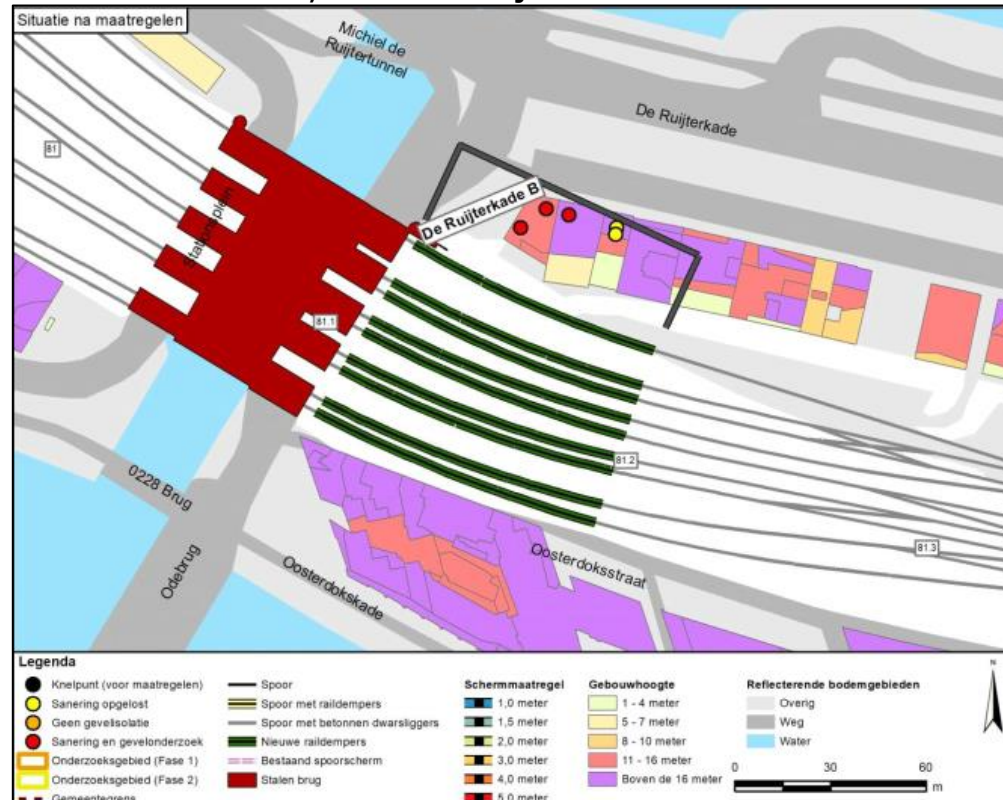 Situatie na maatregelen
Michiel de
Ruijtertunnel
De Ruijterkade
De Ruijterkade B
81
Stationsplein
81.1
81.2
81.3
0228 Brug
Odebrug
Oosterdokskade
Oosterdoksstraat
Legenda
Knelpunt (voor maatregelen)
Sanering opgelost
Geen gevelisolatie
Sanering en gevelonderzoek
Onderzoeksgebied (Fase 1)
Onderzoeksgebied (Fase 2)
Gemeentegrens
Spoor
Spoor met raildempers
Spoor met betonnen dwarsliggers
Nieuwe raildempers
Bestaand spoorscherm
Stalen brug
Schermmaatregel
1,0 meter
1,5 meter
2,0 meter
3,0 meter
4,0 meter
5,0 meter
Gebouwhoogte
1 - 4 meter
5 - 7 meter
8 - 10 meter
11 - 16 meter
Boven de 16 meter
Reflecterende bodemgebieden
Overig
Weg
Water
N
0 30 60
m